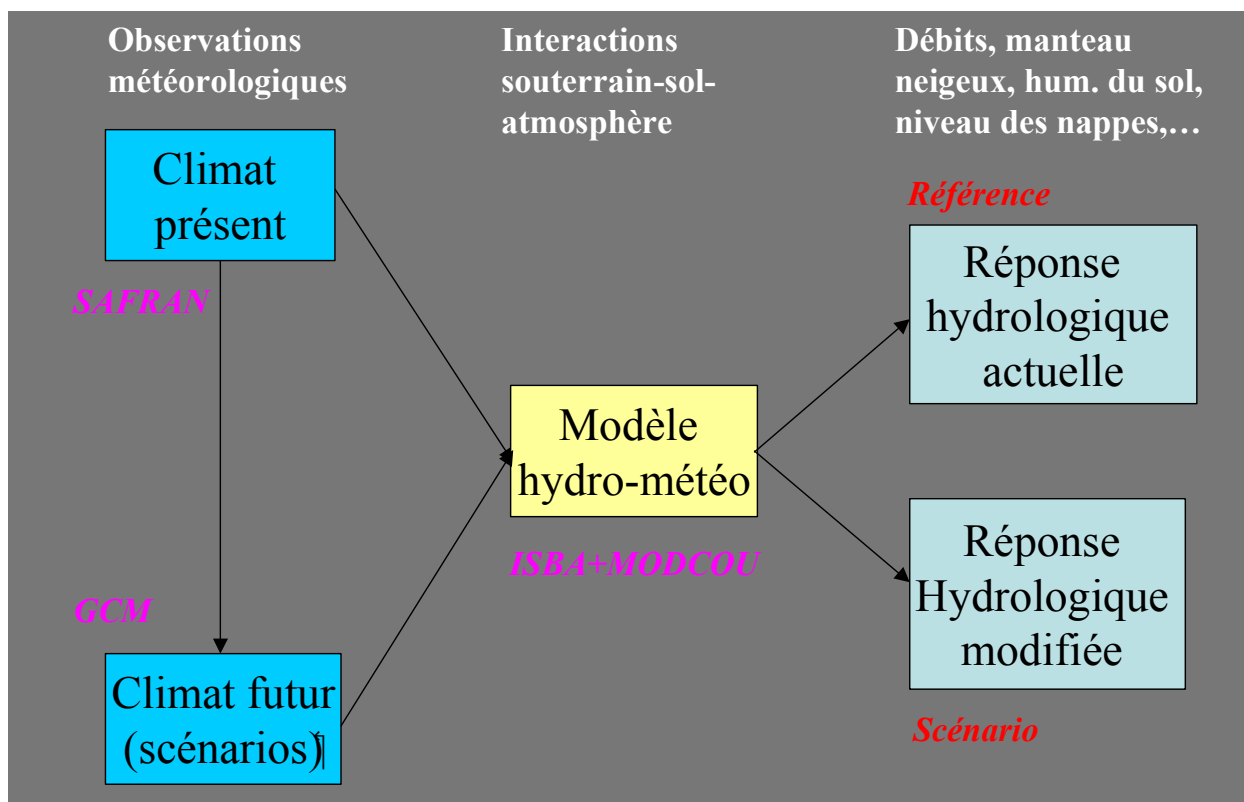 Observations
météorologiques
Interactions
souterrain-sol-
atmosphère
Débits, manteau
neigeux, hum. du sol,
niveau des nappes,…
Climat
présent
SAFRAN
GCM
Climat futur
(scénarios)
Modèle
hydro-météo
ISBA+MODCOU
Référence
Réponse
hydrologique
actuelle
Réponse
Hydrologique
modifiée
Scénario